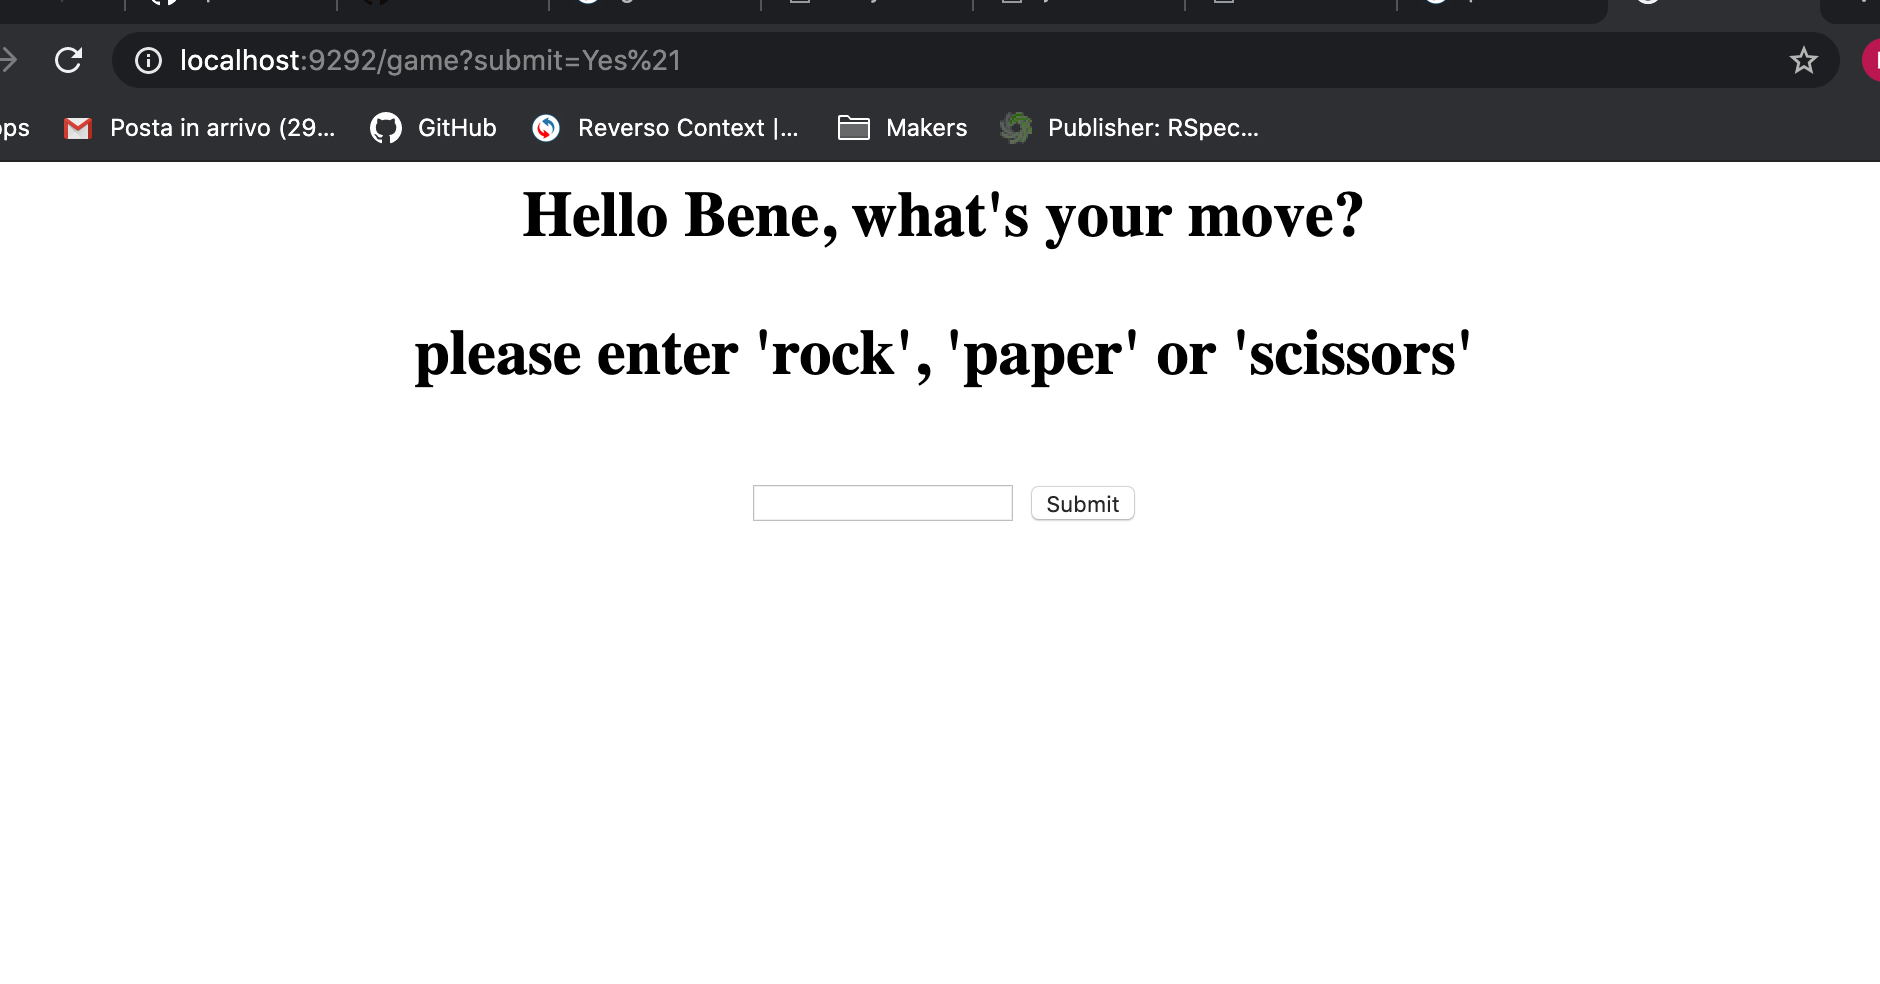 localhost:9292/game?submit=Yes%21
ps Posta in arrivo (29... GitHub Reverso Context |... Makers Publisher: RSpec...
Hello Bene, what's your move?
please enter 'rock', 'paper' or 'scissors'
Submit